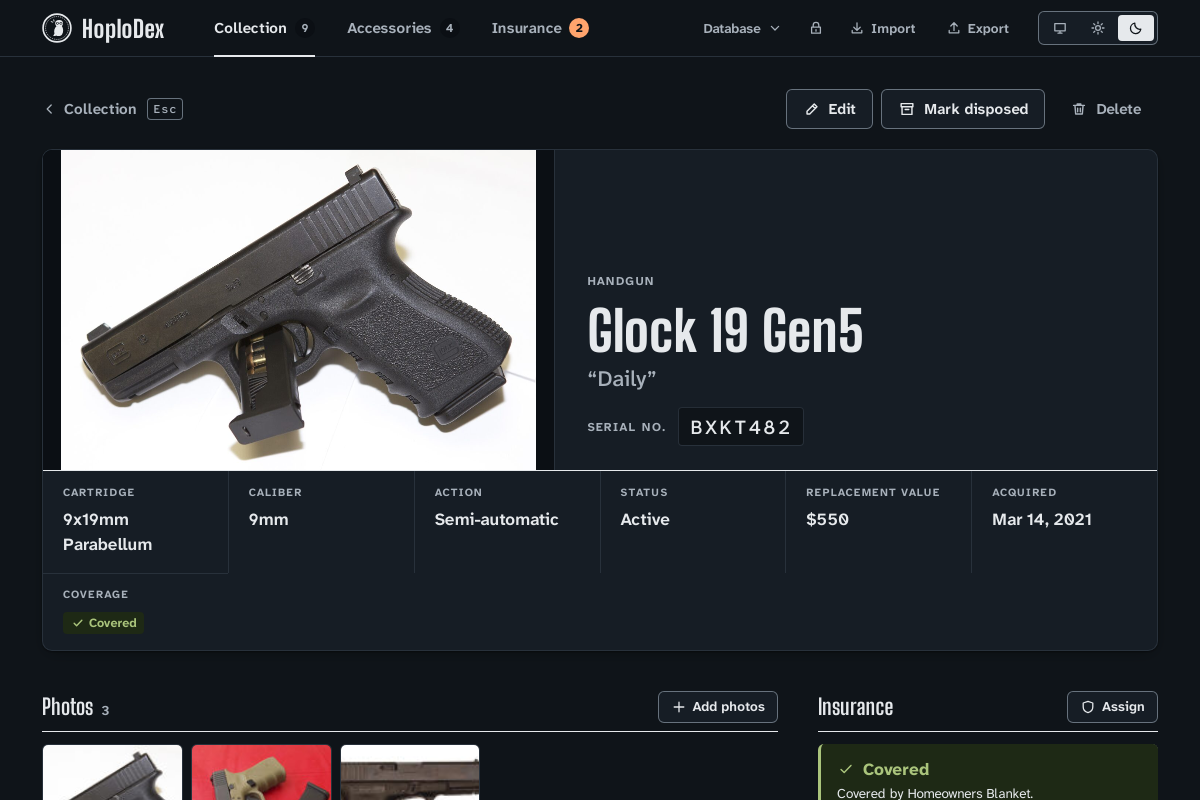 HoploDex
Collection 9
Accessories 4
Insurance 2
Database
Import
Export
Collection Esc
Edit
Mark disposed
Delete
HANDGUN
Glock 19 Gen5
“Daily”
SERIAL NO. BXKT482
CARTRIDGE
9x19mm
Parabellum
CALIBER
9mm
ACTION
Semi-automatic
STATUS
Active
REPLACEMENT VALUE
$550
ACQUIRED
Mar 14, 2021
COVERAGE
Covered
Photos 3
Add photos
Insurance
Assign
Covered
Covered by Homeowners Blanket.